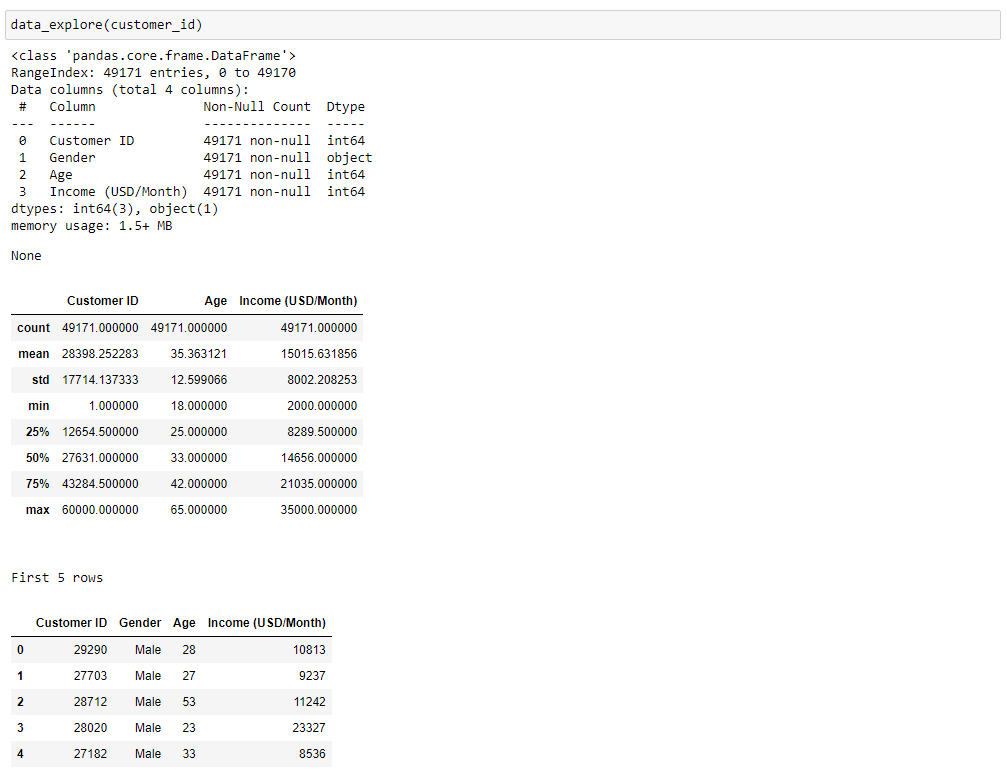 data_explore(customer_id)
<class 'pandas.core.frame.DataFrame'>
RangeIndex: 49171 entries, 0 to 49170
Data columns (total 4 columns):
 #   Column              Non-Null Count  Dtype
---  ------              --------------  -----
 0   Customer ID         49171 non-null  int64
 1   Gender              49171 non-null  object
 2   Age                 49171 non-null  int64
 3   Income (USD/Month)  49171 non-null  int64
dtypes: int64(3), object(1)
memory usage: 1.5+ MB
None
Customer ID Age Income (USD/Month)
count 49171.000000 49171.000000 49171.000000
mean 28398.252283 35.363121 15015.631856
std 17714.137333 12.599066 8002.208253
min 1.000000 18.000000 2000.000000
25% 12654.500000 25.000000 8289.500000
50% 27631.000000 33.000000 14656.000000
75% 43284.500000 42.000000 21035.000000
max 60000.000000 65.000000 35000.000000
First 5 rows
Customer ID Gender Age Income (USD/Month)
0 29290 Male 28 10813
1 27703 Male 27 9237
2 28712 Male 53 11242
3 28020 Male 23 23327
4 27182 Male 33 8536